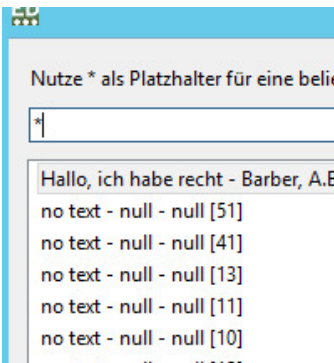 Nutze * als Platzhalter für eine
*
Hallo, ich habe recht - Barber,
no text - null - null [51]
no text - null - null [41]
no text - null - null [13]
no text - null - null [11]
no text - null - null [10]